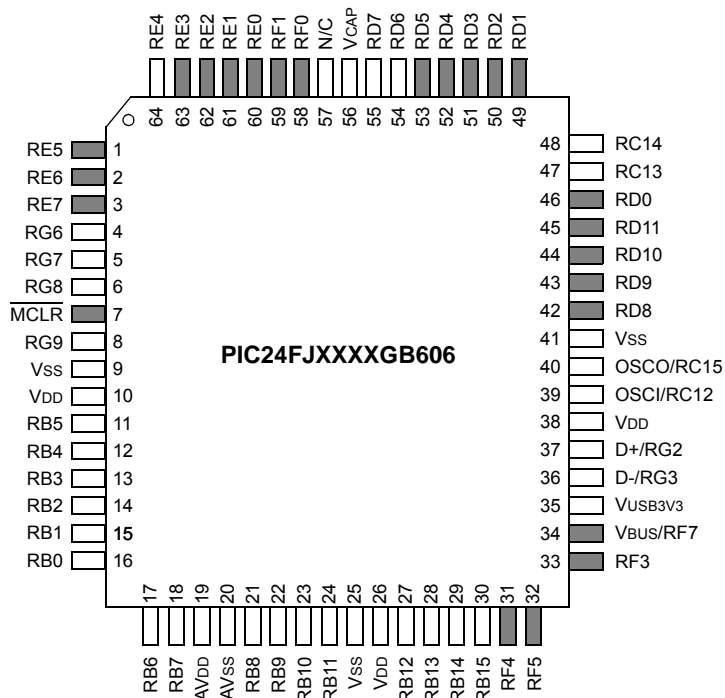 RE4 RE3 RE2 RE1 RE0 RF1 RF0 N/C VCAP RD7 RD6 RD5 RD4 RD3 RD2 RD1
64 63 62 61 60 59 58 57 56 55 54 53 52 51 50 49
RE5 1
RE6 2
RE7 3
RG6 4
RG7 5
RG8 6
MCLR 7
RG9 8
VSS 9
VDD 10
RB5 11
RB4 12
RB3 13
RB2 14
RB1 15
RB0 16
PIC24FJXXXXGB606
48 RC14
47 RC13
46 RD0
45 RD11
44 RD10
43 RD9
42 RD8
41 VSS
40 OSCO/RC15
39 OSCI/RC12
38 VDD
37 D+/RG2
36 D-/RG3
35 VUSB3V3
34 VBUS/RF7
33 RF3
17 18 19 20 21 22 23 24 25 26 27 28 29 30 31 32
RB6 RB7 AVDD AVSS RB8 RB9 RB10 RB11 VSS VDD RB12 RB13 RB14 RB15 RF4 RF5